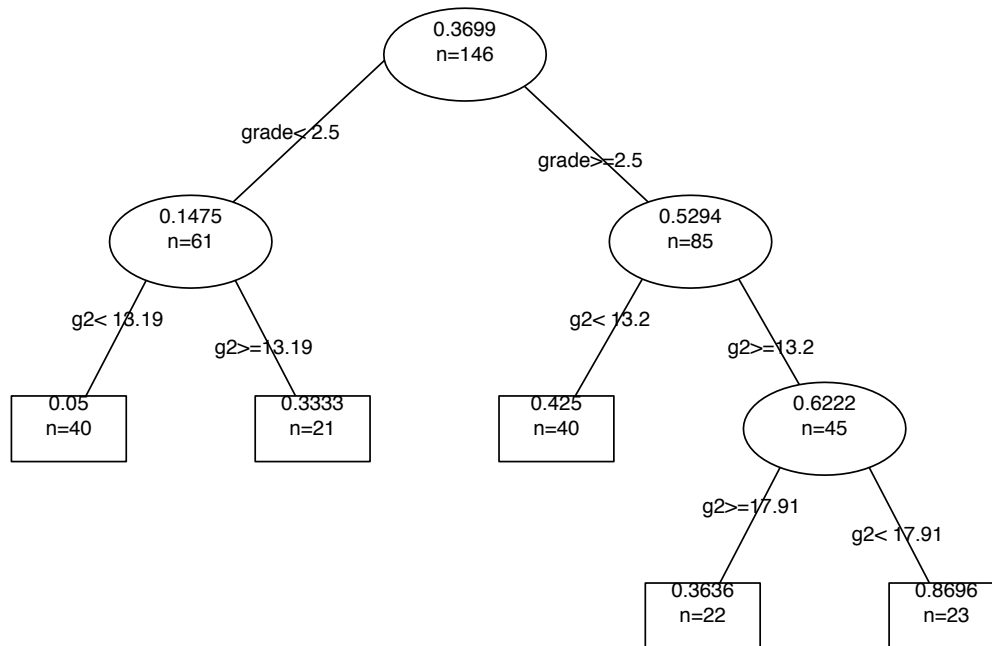 0.3699
n=146
grade< 2.5
grade>=2.5
0.1475
n=61
0.5294
n=85
g2< 13.19
g2>=13.19
g2< 13.2
g2>=13.2
0.05
n=40
0.3333
n=21
0.425
n=40
0.6222
n=45
g2>=17.91
g2< 17.91
0.3636
n=22
0.8696
n=23